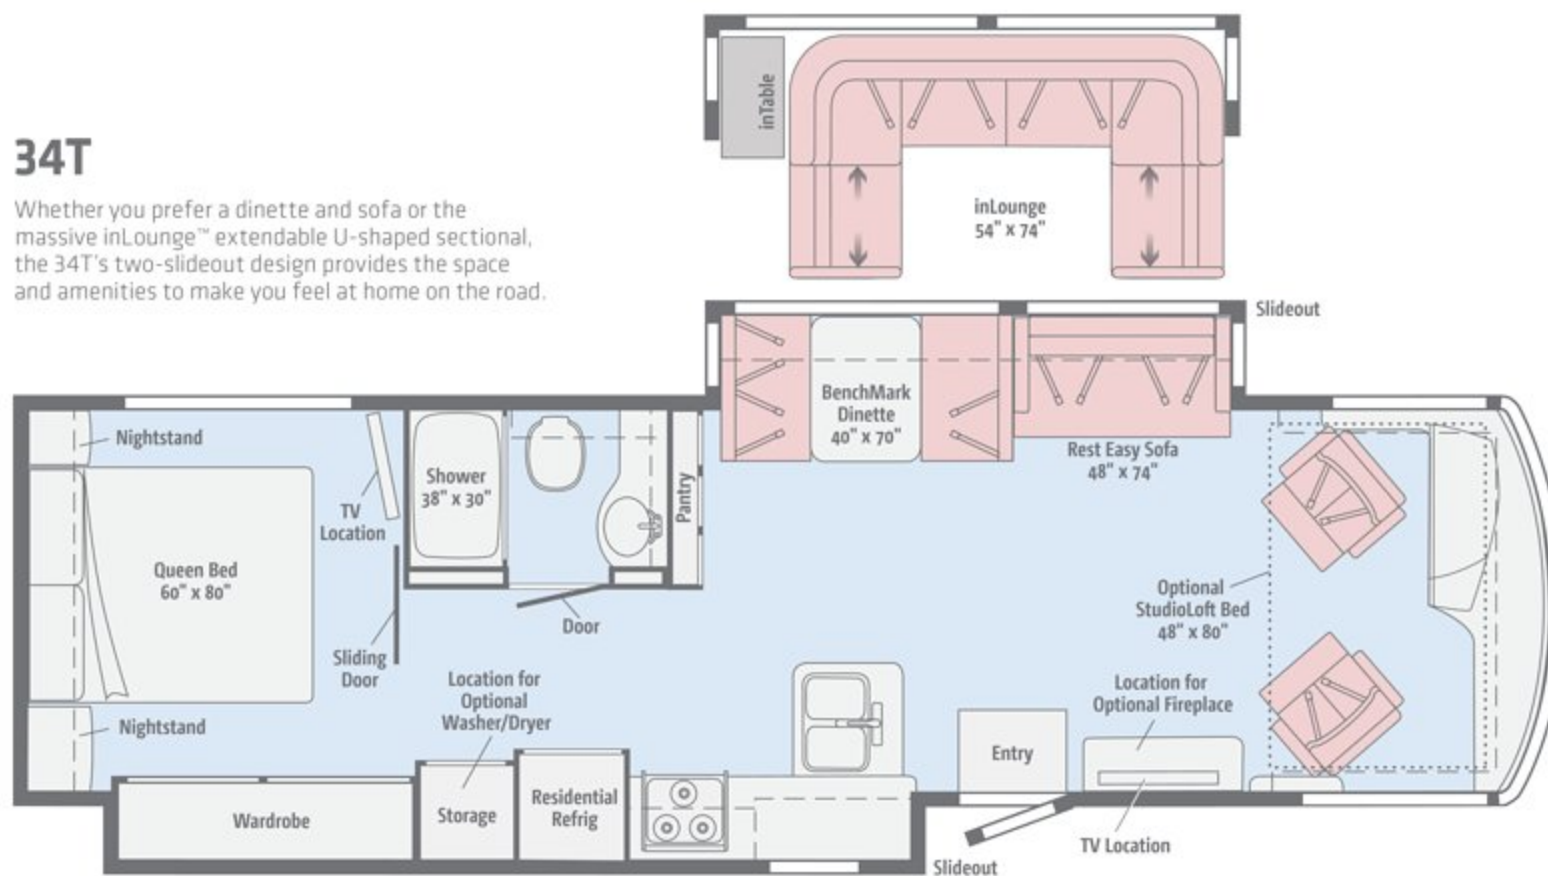 34T
Whether you prefer a dinette and sofa or the
massive inLounge™ extendable U-shaped sectional,
the 34T's two-slideout design provides the space
and amenities to make you feel at home on the road.
inTable
inLounge
54" x 74"
Slideout
BenchMark
Dinette
40" x 70"
Rest Easy Sofa
48" x 74"
Nightstand
TV
Location
Shower
38" x 30"
Pantry
Queen Bed
60" x 80"
Sliding
Door
Door
Optional
StudioLoft Bed
48" x 80"
Nightstand
Location for
Optional
Washer/Dryer
Location for
Optional Fireplace
Entry
Wardrobe
Storage
Residential
Refrig
TV Location
Slideout